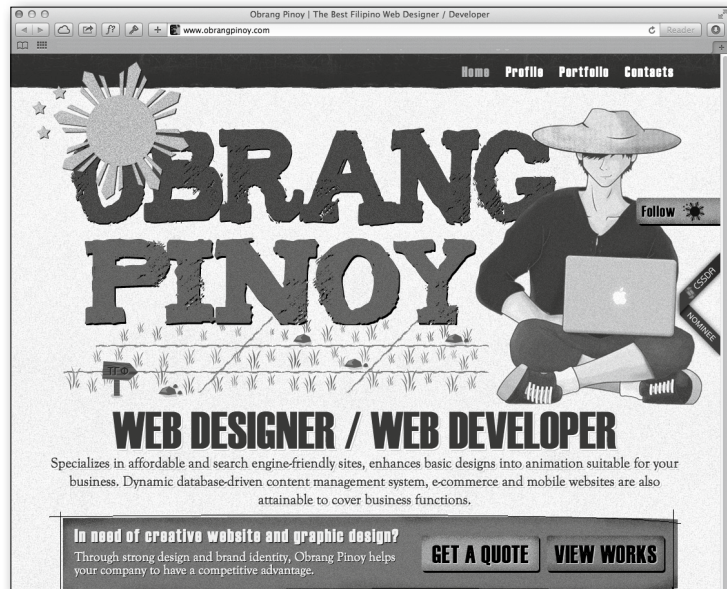 Obrang Pinoy | The Best Filipino Web Designer / Developer
www.obrangpinoy.com
Reader
Home Profile Portfolio Contacts
OBRANG
PINOY
Follow
CSSDA
NOMINEE
WEB DESIGNER / WEB DEVELOPER
Specializes in affordable and search engine-friendly sites, enhances basic designs into animation suitable for your
business. Dynamic database-driven content management system, e-commerce and mobile websites are also
attainable to cover business functions.
In need of creative website and graphic design?
Through strong design and brand identity, Obrang Pinoy helps
your company to have a competitive advantage.
GET A QUOTE
VIEW WORKS